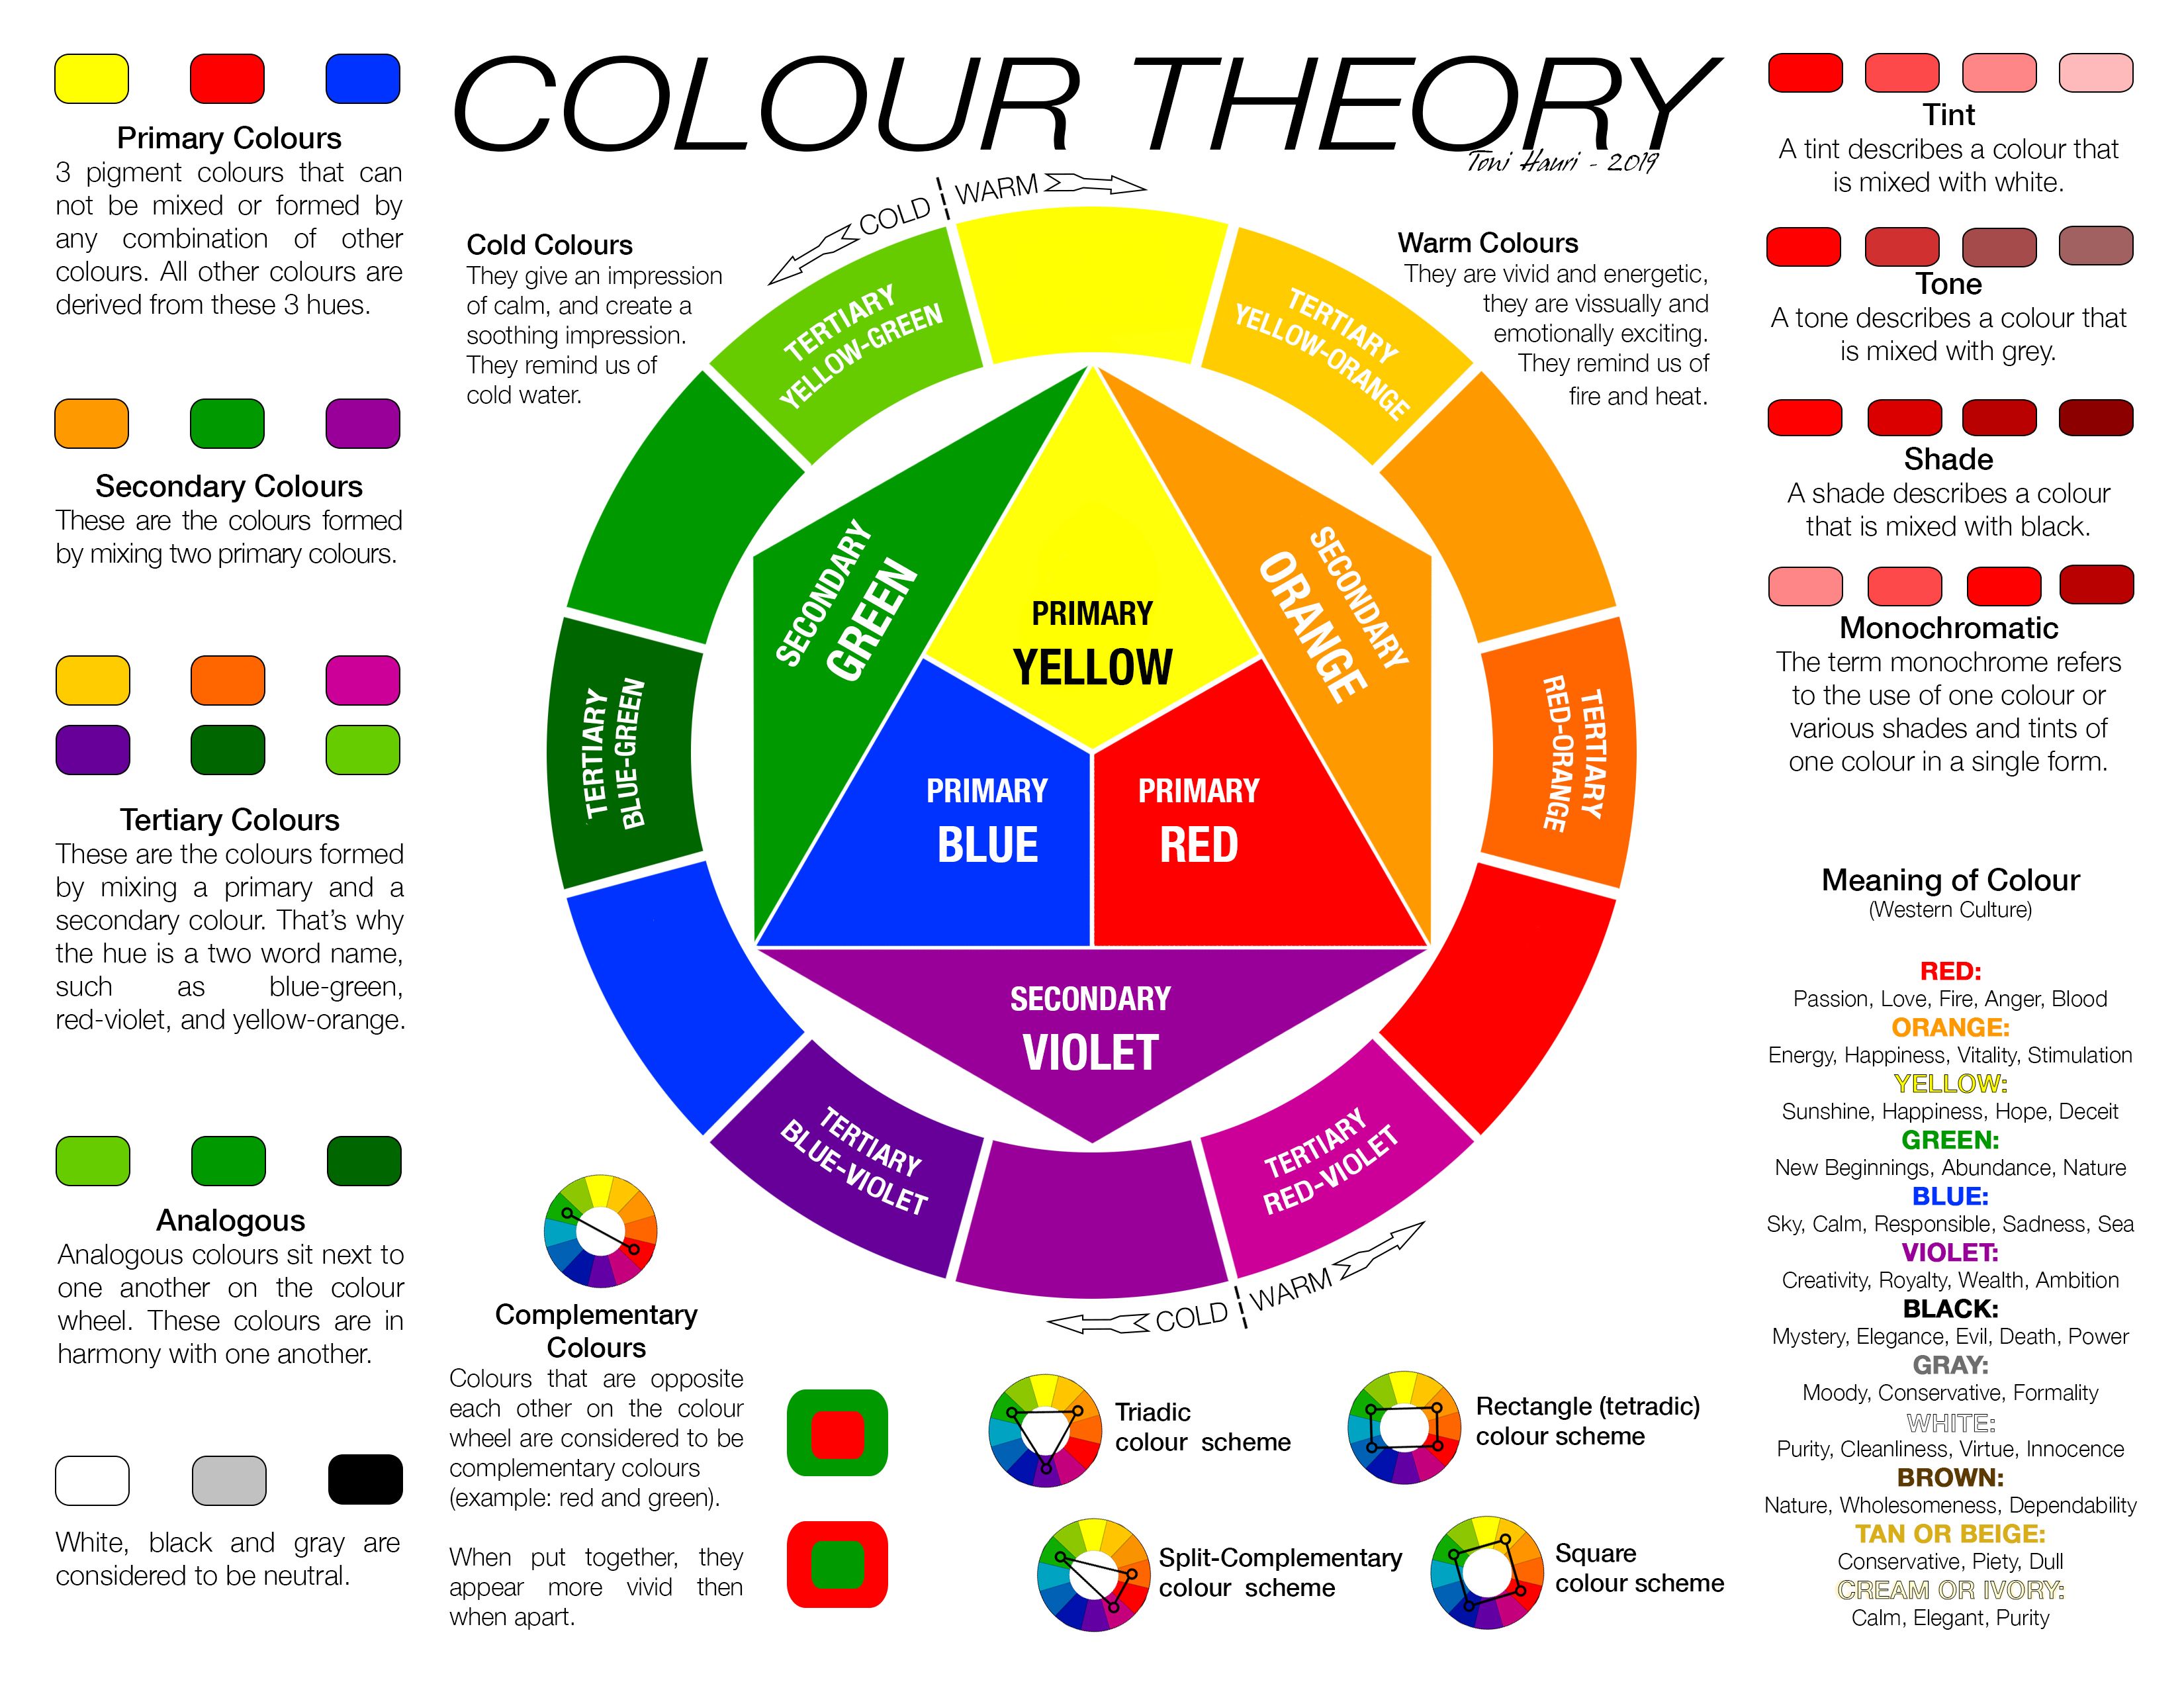 COLOUR THEORY
Toni Hauri - 2019
Primary Colours
3 pigment colours that can
not be mixed or formed by
any combination of other
colours. All other colours are
derived from these 3 hues.
Secondary Colours
These are the colours formed
by mixing two primary colours.
Tertiary Colours
These are the colours formed
by mixing a primary and a
secondary colour. That's why
the hue is a two word name,
such as blue-green,
red-violet, and yellow-orange.
Analogous
Analogous colours sit next to
one another on the colour
wheel. These colours are in
harmony with one another.
White, black and gray are
considered to be neutral.
Cold Colours
They give an impression
of calm, and create a
soothing impression.
They remind us of
cold water.
COLD
WARM
Warm Colours
They are vivid and energetic,
they are vissually and
emotionally exciting.
They remind us of
fire and heat.
TERTIARY
YELLOW-GREEN
TERTIARY
YELLOW-ORANGE
SECONDARY
GREEN
PRIMARY
YELLOW
SECONDARY
ORANGE
TERTIARY
BLUE-GREEN
PRIMARY
BLUE
PRIMARY
RED
TERTIARY
RED-ORANGE
SECONDARY
VIOLET
TERTIARY
BLUE-VIOLET
TERTIARY
RED-VIOLET
COLD
WARM
Complementary
Colours
Colours that are opposite
each other on the colour
wheel are considered to be
complementary colours
(example: red and green).
When put together, they
appear more vivid then
when apart.
Triadic
colour scheme
Rectangle (tetradic)
colour scheme
Split-Complementary
colour scheme
Square
colour scheme
Tint
A tint describes a colour that
is mixed with white.
Tone
A tone describes a colour that
is mixed with grey.
Shade
A shade describes a colour
that is mixed with black.
Monochromatic
The term monochrome refers
to the use of one colour or
various shades and tints of
one colour in a single form.
Meaning of Colour
(Western Culture)
RED:
Passion, Love, Fire, Anger, Blood
ORANGE:
Energy, Happiness, Vitality, Stimulation
YELLOW:
Sunshine, Happiness, Hope, Deceit
GREEN:
New Beginnings, Abundance, Nature
BLUE:
Sky, Calm, Responsible, Sadness, Sea
VIOLET:
Creativity, Royalty, Wealth, Ambition
BLACK:
Mystery, Elegance, Evil, Death, Power
GRAY:
Moody, Conservative, Formality
WHITE:
Purity, Cleanliness, Virtue, Innocence
BROWN:
Nature, Wholesomeness, Dependability
TAN OR BEIGE:
Conservative, Piety, Dull
CREAM OR IVORY:
Calm, Elegant, Purity